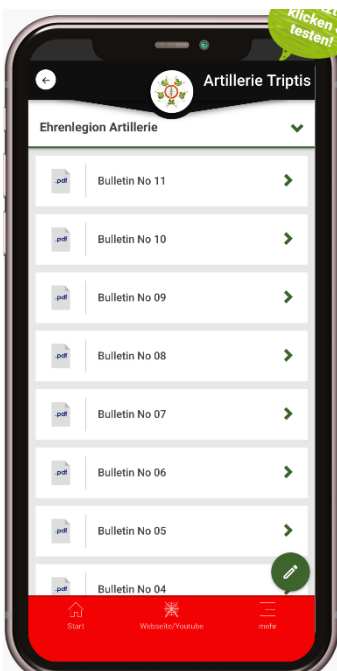 klicken
testen!
Artillerie Triptis
Ehrenlegion Artillerie
.pdf Bulletin No 11
.pdf Bulletin No 10
.pdf Bulletin No 09
.pdf Bulletin No 08
.pdf Bulletin No 07
.pdf Bulletin No 06
.pdf Bulletin No 05
.pdf Bulletin No 04
Start Webseite/Youtube mehr